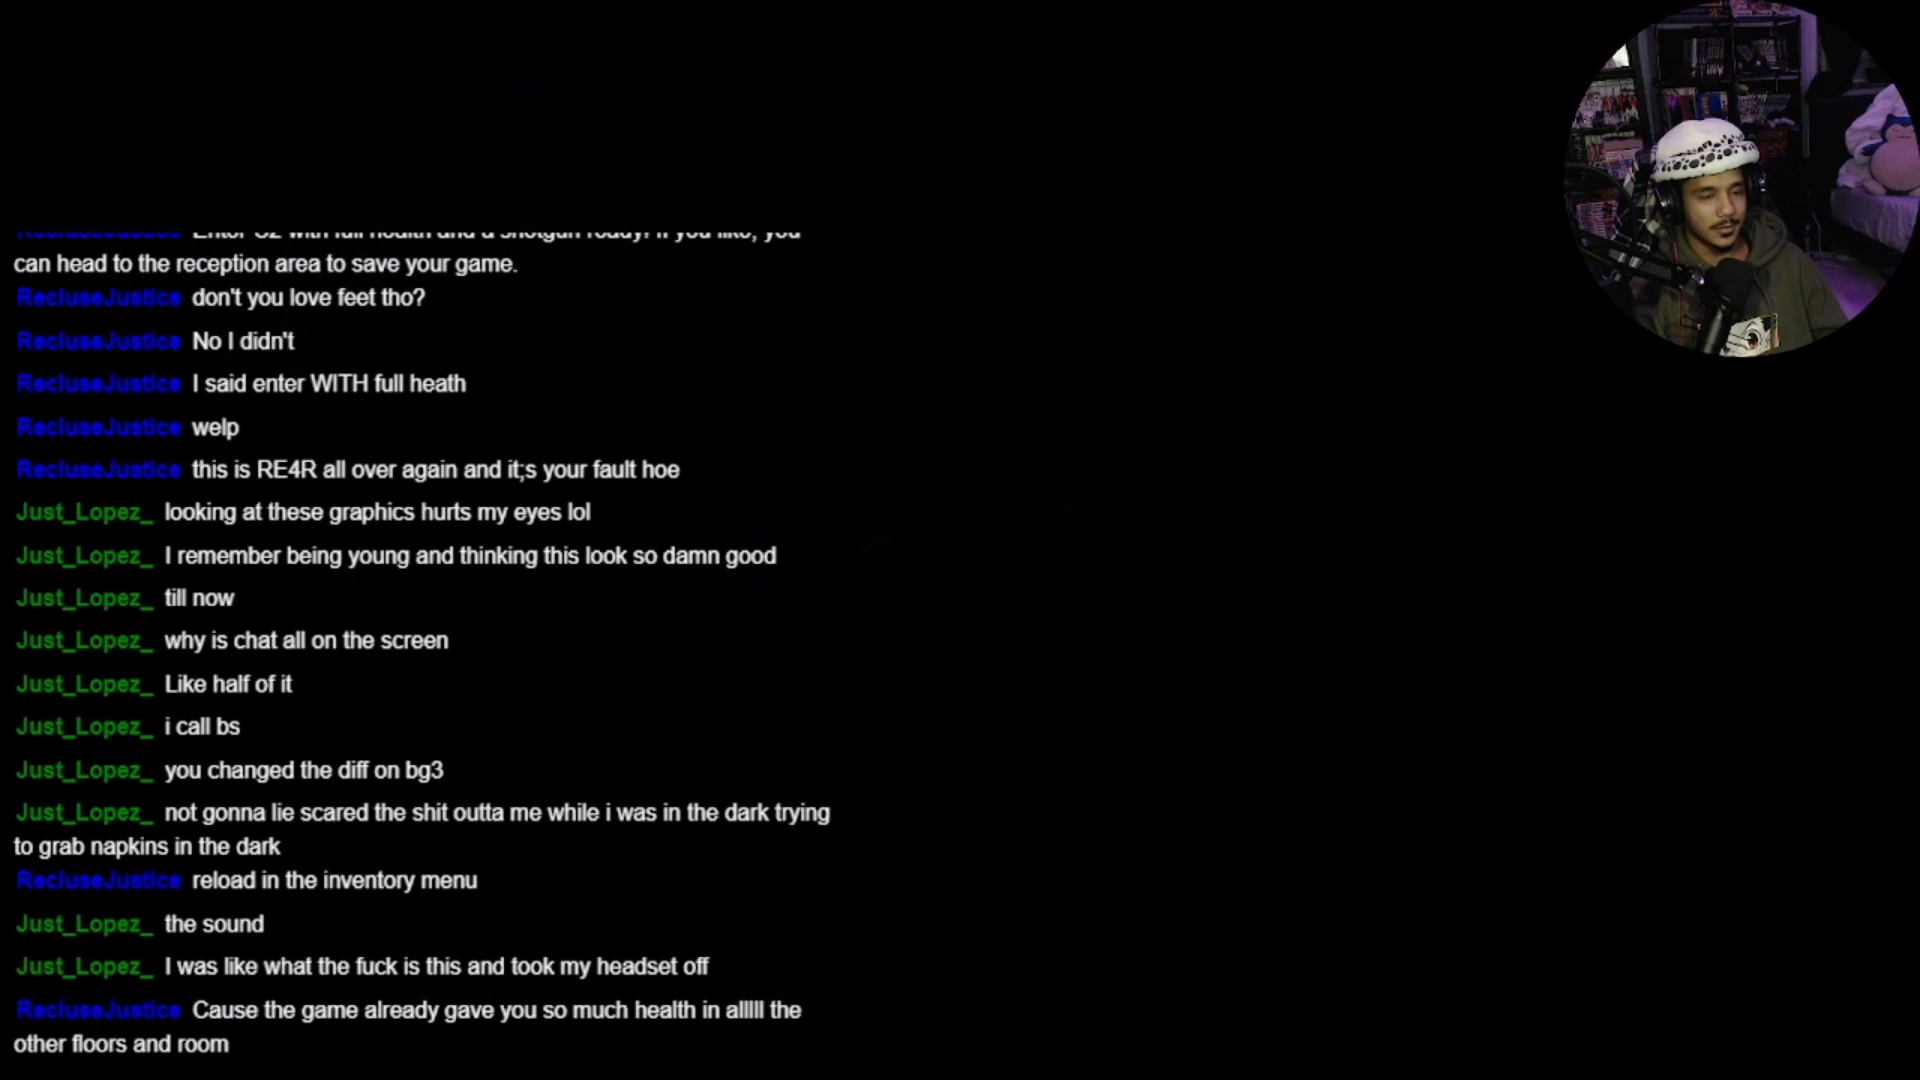 can head to the reception area to save your game.
RecluseJustice don't you love feet tho?
RecluseJustice No I didn't
RecluseJustice I said enter WITH full heath
RecluseJustice welp
RecluseJustice this is RE4R all over again and it;s your fault hoe
Just_Lopez_ looking at these graphics hurts my eyes lol
Just_Lopez_ I remember being young and thinking this look so damn good
Just_Lopez_ till now
Just_Lopez_ why is chat all on the screen
Just_Lopez_ Like half of it
Just_Lopez_ i call bs
Just_Lopez_ you changed the diff on bg3
Just_Lopez_ not gonna lie scared the shit outta me while i was in the dark trying
to grab napkins in the dark
RecluseJustice reload in the inventory menu
Just_Lopez_ the sound
Just_Lopez_ I was like what the fuck is this and took my headset off
RecluseJustice Cause the game already gave you so much health in alllll the
other floors and room